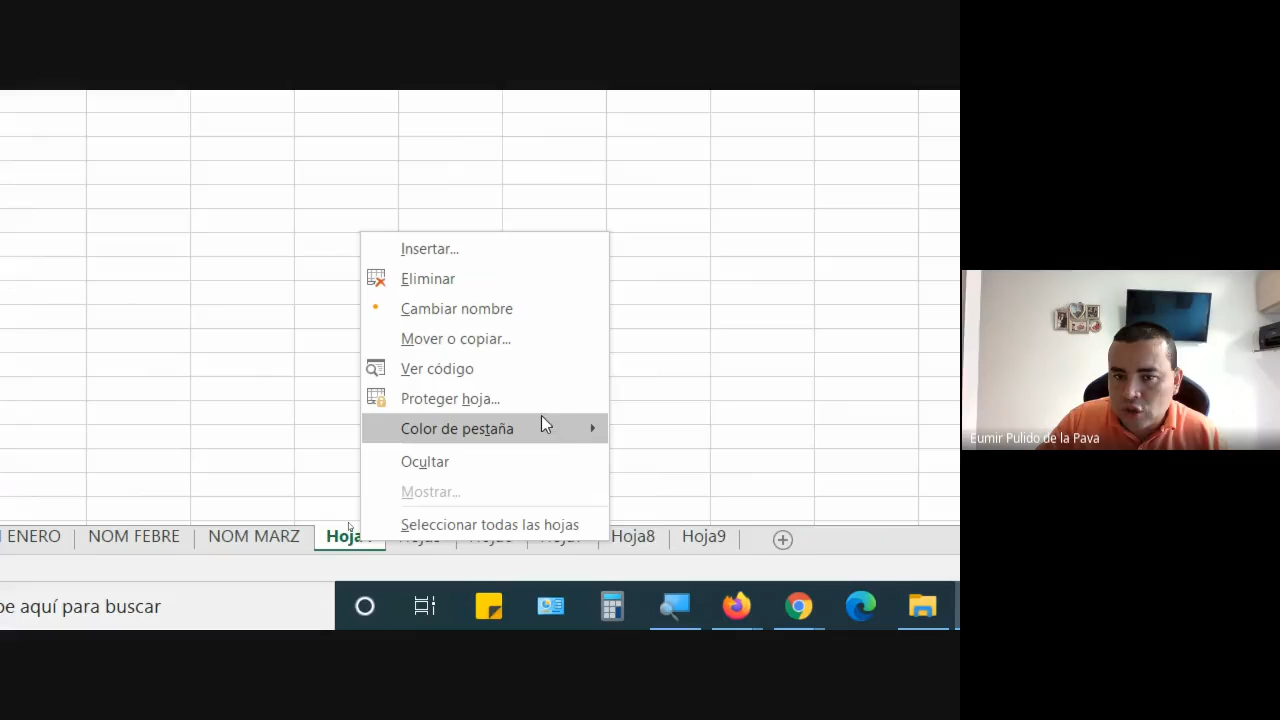 Insertar...
Eliminar
Cambiar nombre
Mover o copiar...
Ver código
Proteger hoja...
Color de pestaña
Ocultar
Mostrar...
Seleccionar todas las hojas
ENERO NOM FEBRE NOM MARZ Hoja8 Hoja9
aquí para buscar
Eumir Pulido de la Pava